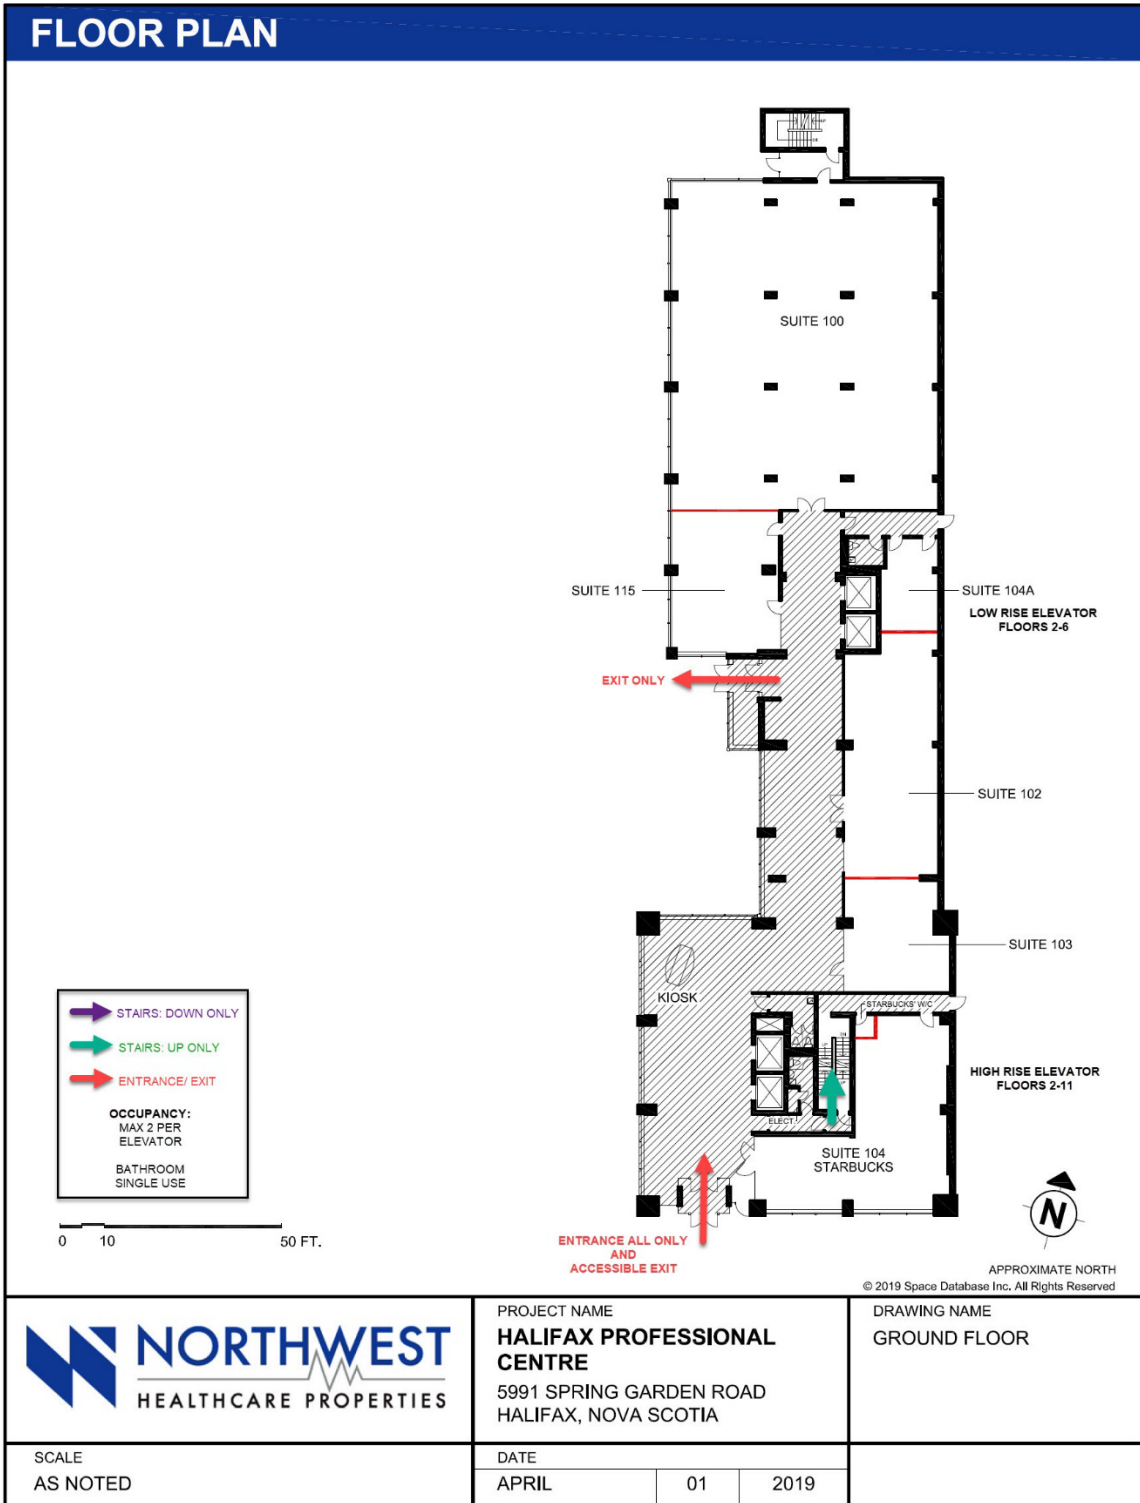 FLOOR PLAN
SUITE 100
SUITE 115
SUITE 104A
LOW RISE ELEVATOR
FLOORS 2-6
EXIT ONLY
SUITE 102
SUITE 103
KIOSK
STARBUCKS' W/C
STAIRS: DOWN ONLY
STAIRS: UP ONLY
ENTRANCE/ EXIT
OCCUPANCY:
MAX 2 PER
ELEVATOR
BATHROOM
SINGLE USE
HIGH RISE ELEVATOR
FLOORS 2-11
ELECT.
SUITE 104
STARBUCKS
ENTRANCE ALL ONLY
AND
ACCESSIBLE EXIT
0 10 50 FT.
N
APPROXIMATE NORTH
© 2019 Space Database Inc. All Rights Reserved
NORTHWEST
HEALTHCARE PROPERTIES
PROJECT NAME
HALIFAX PROFESSIONAL
CENTRE
5991 SPRING GARDEN ROAD
HALIFAX, NOVA SCOTIA
DRAWING NAME
GROUND FLOOR
SCALE
AS NOTED
DATE
APRIL 01 2019